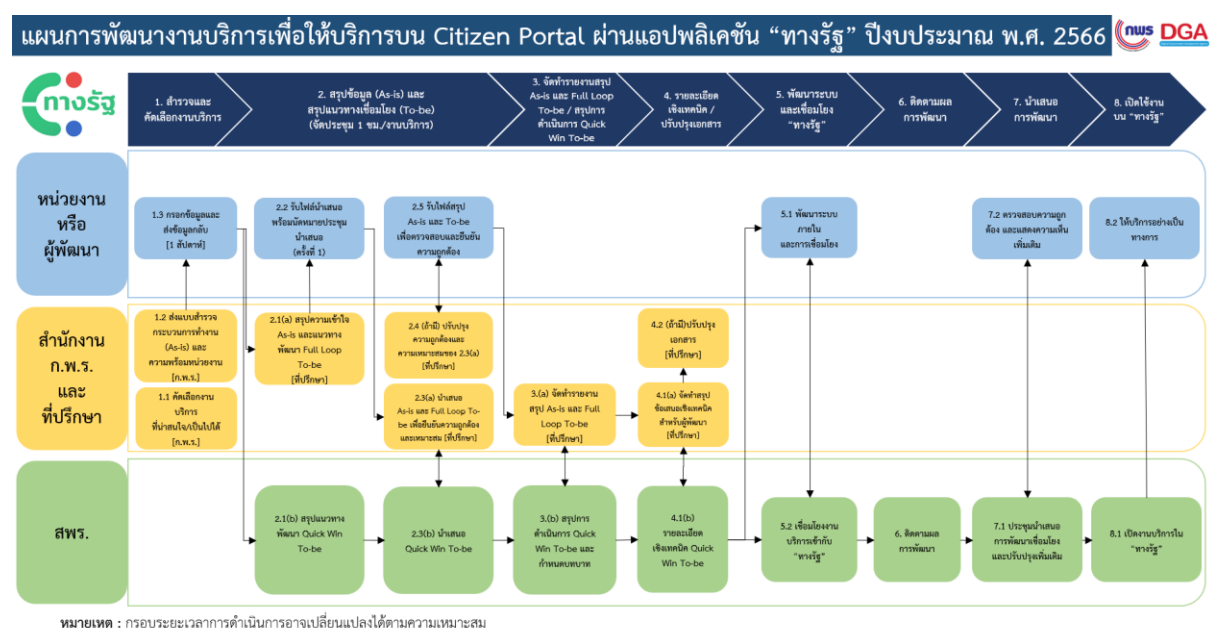 แผนการพัฒนางานบริการเพื่อให้บริการบน Citizen Portal ผ่านแอปพลิเคชัน “ทางรัฐ” ปีงบประมาณ พ.ศ. 2566
กพร
DGA
ทางรัฐ
1. สำรวจและ
คัดเลือกงานบริการ
2. สรุปข้อมูล (As-is) และ
สรุปแนวทางเชื่อมโยง (To-be)
(จัดประชุม 1 ชม./งานบริการ)
3. จัดทำรายงานสรุป
As-is และ Full Loop
To-be / สรุปการ
ดำเนินการ Quick
Win To-be
4. รายละเอียด
เชิงเทคนิค /
ปรับปรุงเอกสาร
5. พัฒนาระบบ
และเชื่อมโยง
“ทางรัฐ”
6. ติดตามผล
การพัฒนา
7. นำเสนอ
การพัฒนา
8. เปิดใช้งาน
บน “ทางรัฐ”
หน่วยงาน
หรือ
ผู้พัฒนา
1.3 กรอกข้อมูลและ
ส่งข้อมูลกลับ
[1 สัปดาห์]
2.2 รับไฟล์นำเสนอ
พร้อมนัดหมายประชุม
นำเสนอ
(ครั้งที่ 1)
2.5 รับไฟล์สรุป
As-is และ To-be
เพื่อตรวจสอบและยืนยัน
ความถูกต้อง
5.1 พัฒนาระบบ
ภายใน
และการเชื่อมโยง
7.2 ตรวจสอบความถูก
ต้อง และแสดงความเห็น
เพิ่มเติม
8.2 ให้บริการอย่างเป็น
ทางการ
สำนักงาน
ก.พ.ร.
และ
ที่ปรึกษา
1.2 ส่งแบบสำรวจ
กระบวนการทำงาน
(As-is) และ
ความพร้อมหน่วยงาน
[ก.พ.ร.]
1.1 คัดเลือกงาน
บริการ
ที่น่าสนใจ/เป็นไปได้
[ก.พ.ร.]
2.1(a) สรุปความเข้าใจ
As-is และแนวทาง
พัฒนา Full Loop
To-be
[ที่ปรึกษา]
2.4 (ถ้ามี) ปรับปรุง
ความถูกต้องและ
ความเหมาะสมของ 2.3(a)
[ที่ปรึกษา]
2.3(a) นำเสนอ
As-is และ Full Loop To-
be เพื่อยืนยันความถูกต้อง
และเหมาะสม [ที่ปรึกษา]
3.(a) จัดทำรายงาน
สรุป As-is และ Full
Loop To-be
[ที่ปรึกษา]
4.2 (ถ้ามี)ปรับปรุง
เอกสาร
[ที่ปรึกษา]
4.1(a) จัดทำสรุป
ข้อเสนอเชิงเทคนิค
สำหรับผู้พัฒนา
[ที่ปรึกษา]
สพร.
2.1(b) สรุปแนวทาง
พัฒนา Quick Win
To-be
2.3(b) นำเสนอ
Quick Win To-be
3.(b) สรุปการ
ดำเนินการ Quick
Win To-be และ
กำหนดบทบาท
4.1(b)
รายละเอียด
เชิงเทคนิค Quick
Win To-be
5.2 เชื่อมโยงงาน
บริการเข้ากับ
“ทางรัฐ”
6. ติดตามผล
การพัฒนา
7.1 ประชุมนำเสนอ
การพัฒนาเชื่อมโยง
และปรับปรุงเพิ่มเติม
8.1 เปิดงานบริการใน
“ทางรัฐ”
หมายเหตุ : กรอบระยะเวลาการดำเนินการอาจเปลี่ยนแปลงได้ตามความเหมาะสม